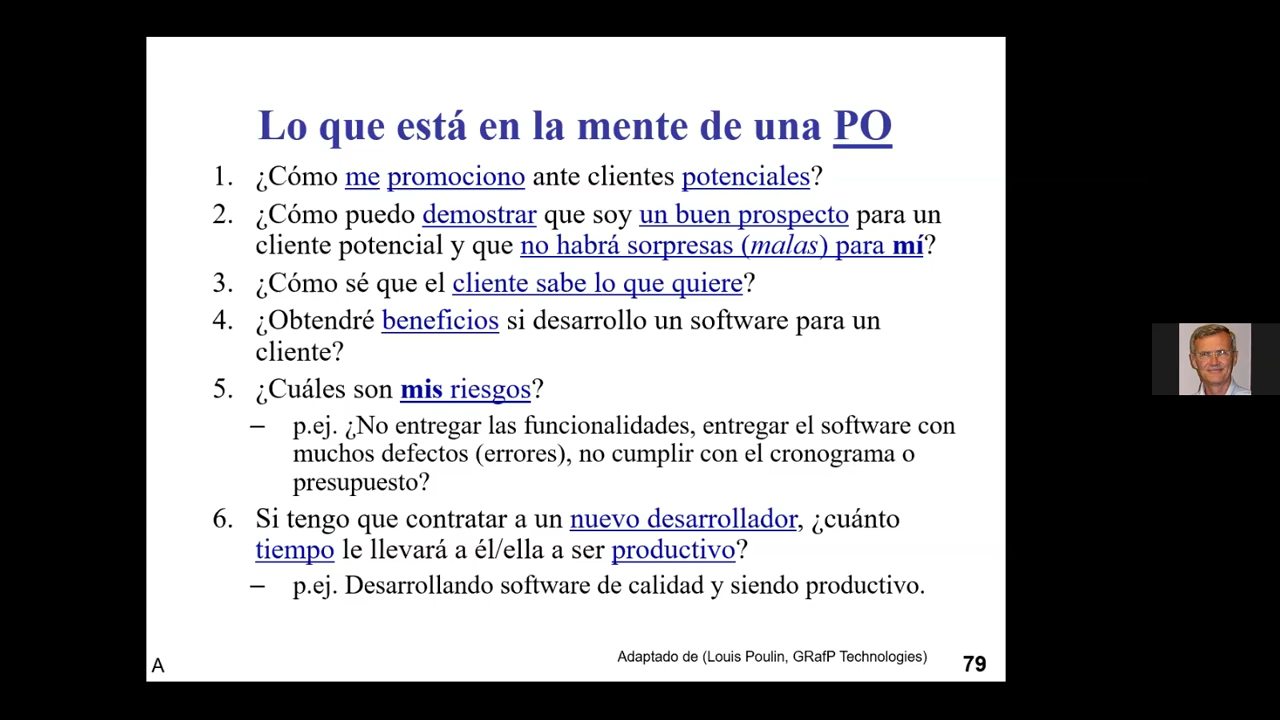 Lo que está en la mente de una PO
1. ¿Cómo me promociono ante clientes potenciales?
2. ¿Cómo puedo demostrar que soy un buen prospecto para un
cliente potencial y que no habrá sorpresas (malas) para mí?
3. ¿Cómo sé que el cliente sabe lo que quiere?
4. ¿Obtendré beneficios si desarrollo un software para un
cliente?
5. ¿Cuáles son mis riesgos?
– p.ej. ¿No entregar las funcionalidades, entregar el software con
muchos defectos (errores), no cumplir con el cronograma o
presupuesto?
6. Si tengo que contratar a un nuevo desarrollador, ¿cuánto
tiempo le llevará a él/ella a ser productivo?
– p.ej. Desarrollando software de calidad y siendo productivo.
Adaptado de (Louis Poulin, GRafP Technologies)
79
A